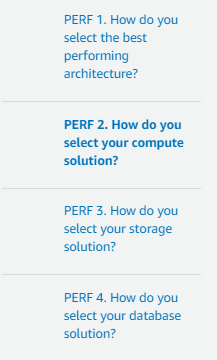 PERF 1. How do you
select the best
performing
architecture?
PERF 2. How do you
select your compute
solution?
PERF 3. How do you
select your storage
solution?
PERF 4. How do you
select your database
solution?